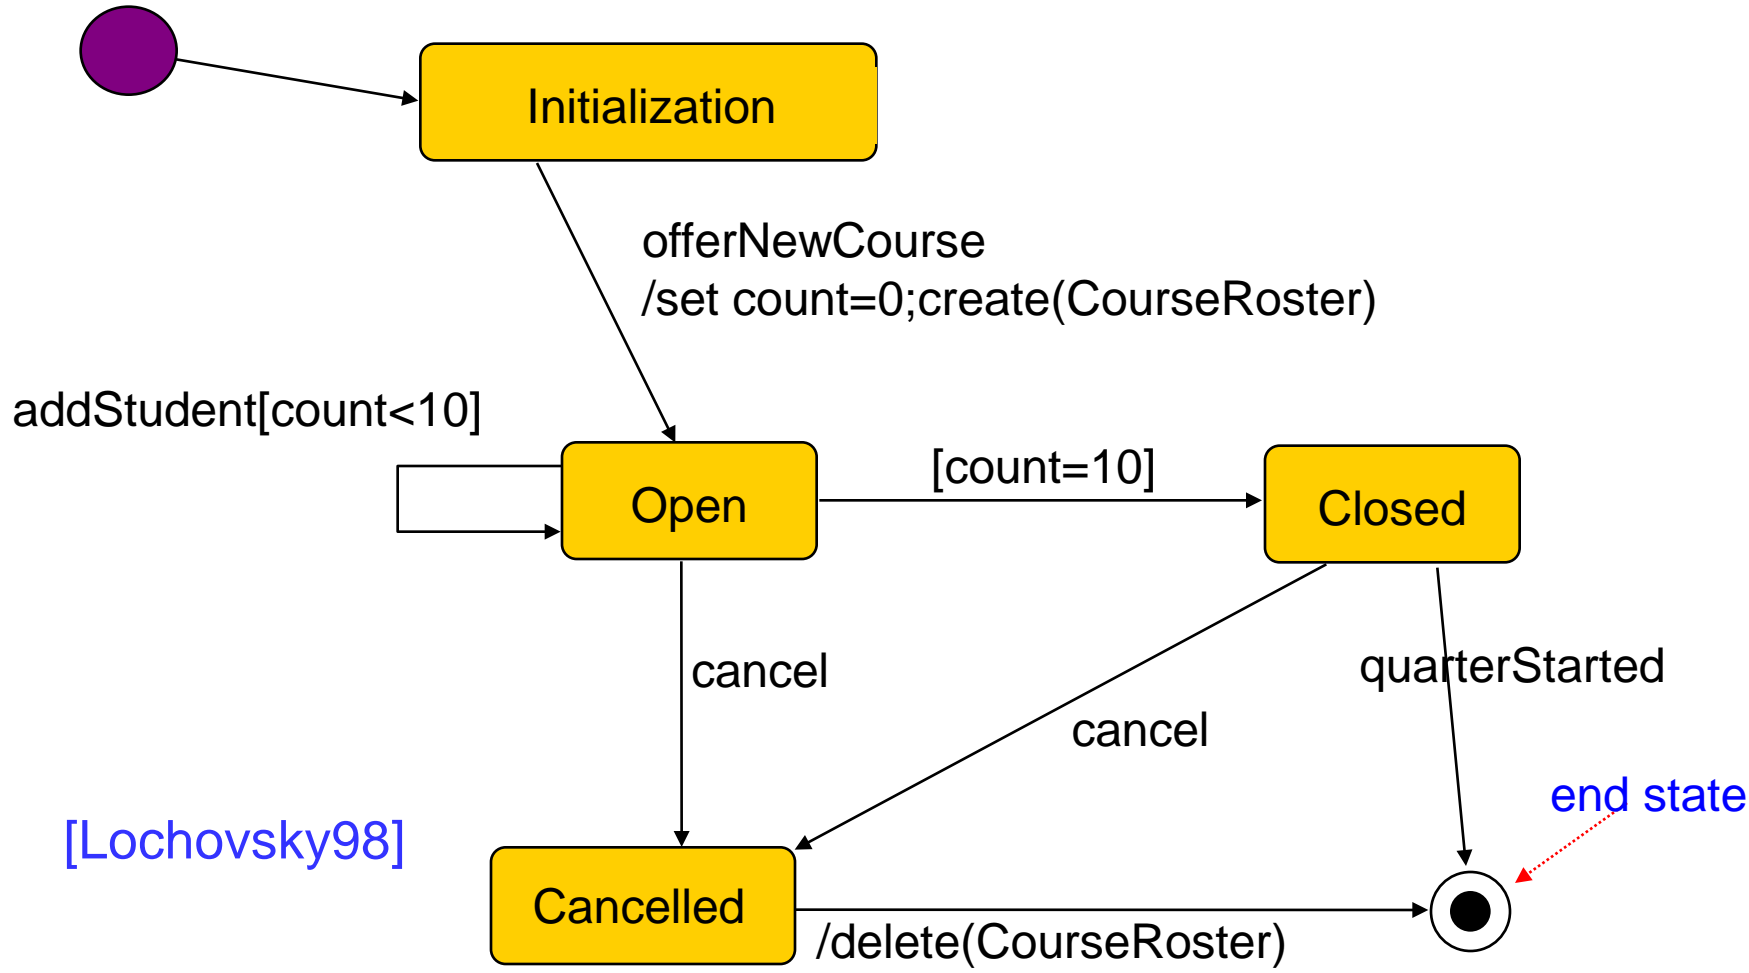 Initialization
offerNewCourse
/set count=0;create(CourseRoster)
addStudent[count<10]
[count=10]
Open
Closed
cancel
quarterStarted
cancel
end state
[Lochovsky98]
Cancelled
/delete(CourseRoster)